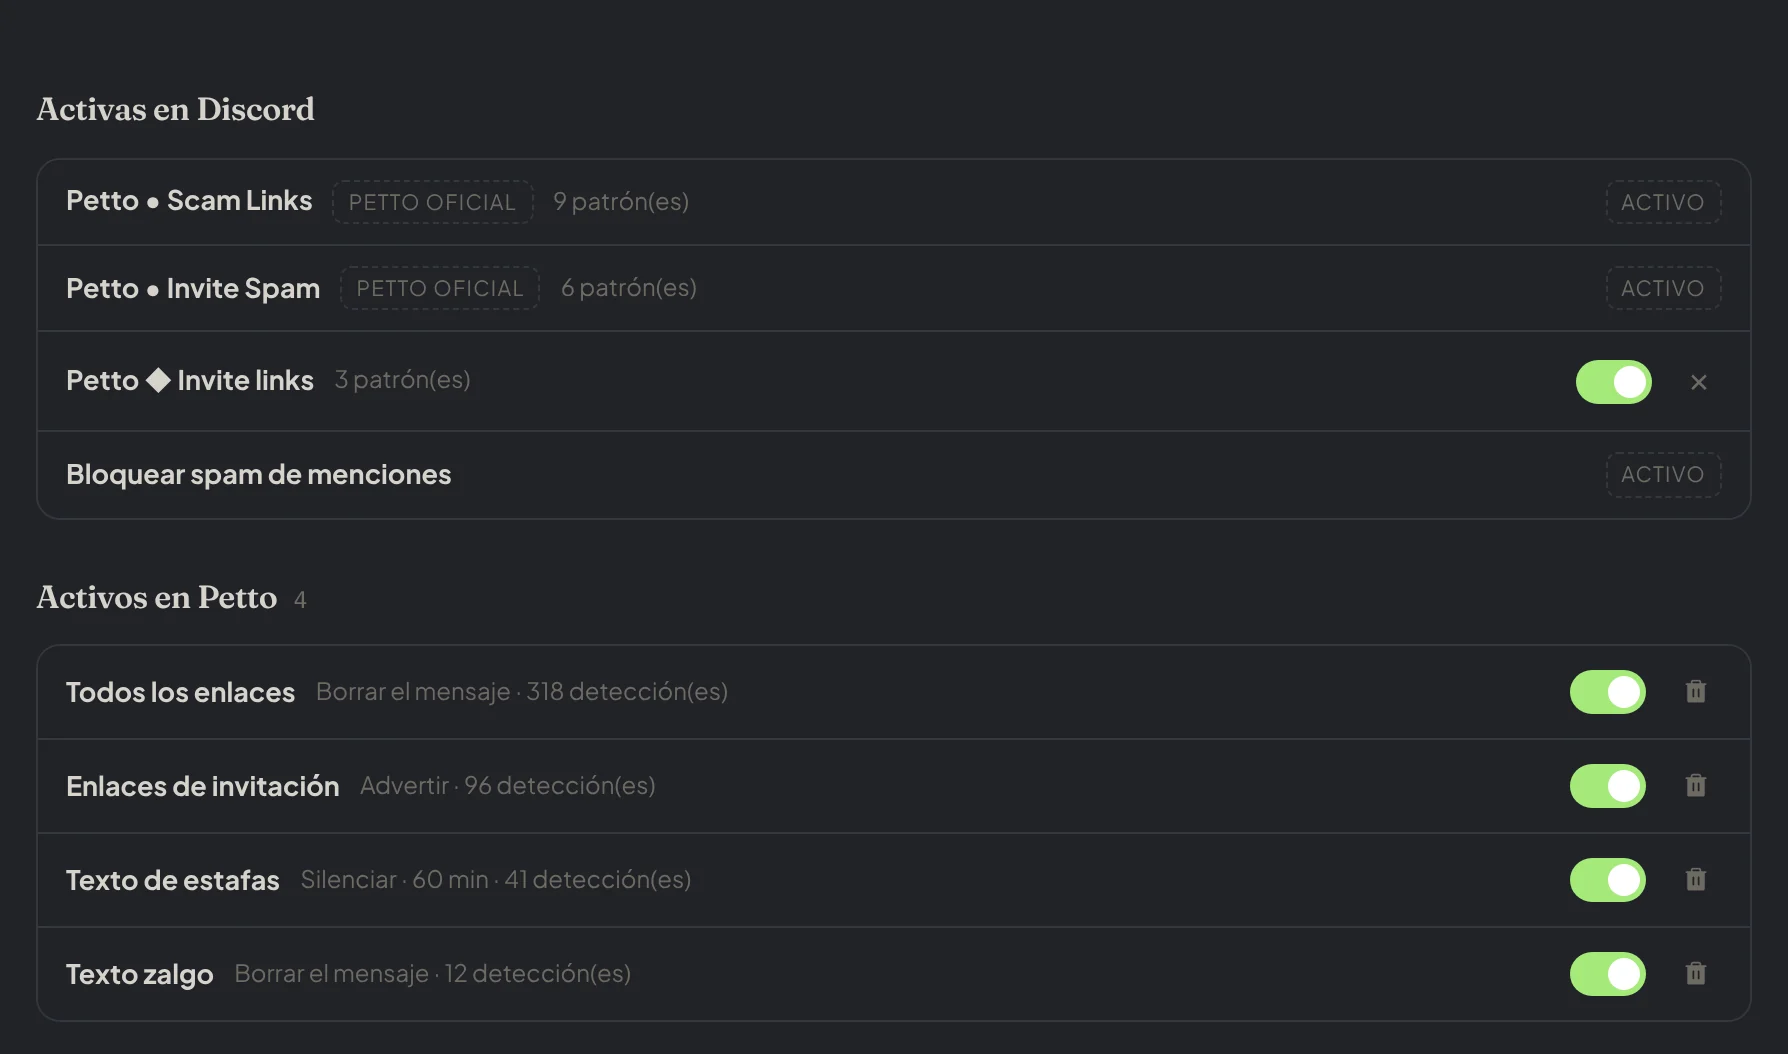 Activas en Discord
Petto • Scam Links PETTO OFICIAL 9 patrón(es) ACTIVO
Petto • Invite Spam PETTO OFICIAL 6 patrón(es) ACTIVO
Petto ◆ Invite links 3 patrón(es)
Bloquear spam de menciones ACTIVO
Activos en Petto 4
Todos los enlaces Borrar el mensaje · 318 detección(es)
Enlaces de invitación Advertir · 96 detección(es)
Texto de estafas Silenciar · 60 min · 41 detección(es)
Texto zalgo Borrar el mensaje · 12 detección(es)